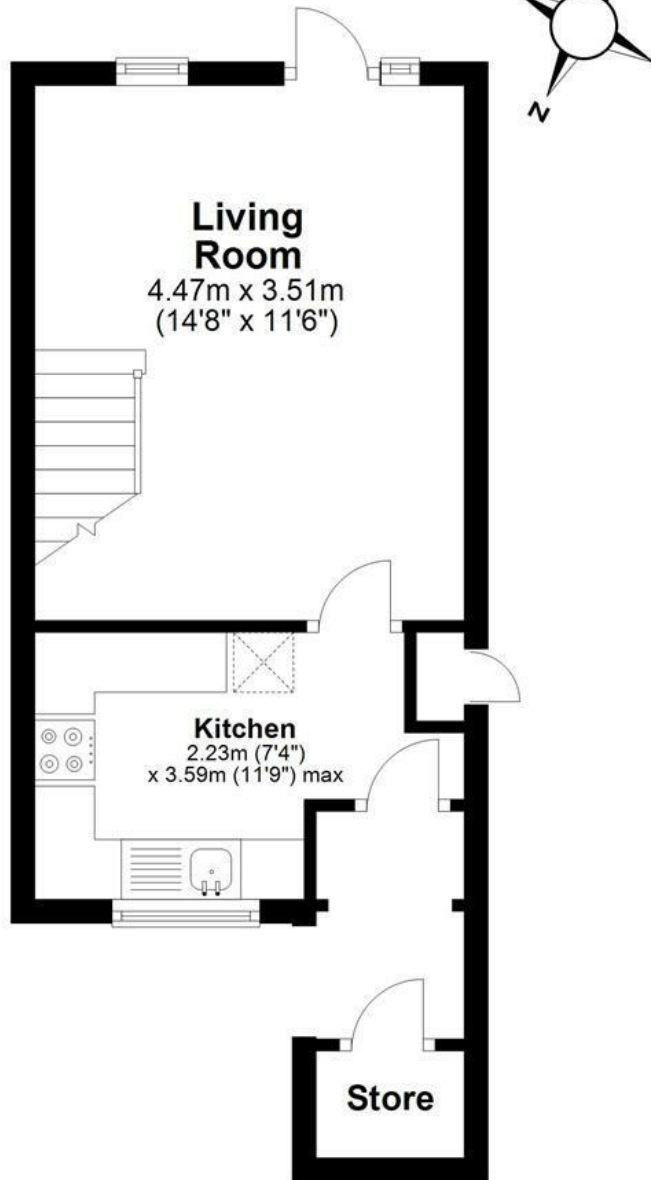 N
Living
Room
4.47m x 3.51m
(14'8" x 11'6")
Kitchen
2.23m (7'4")
x 3.59m (11'9") max
Store